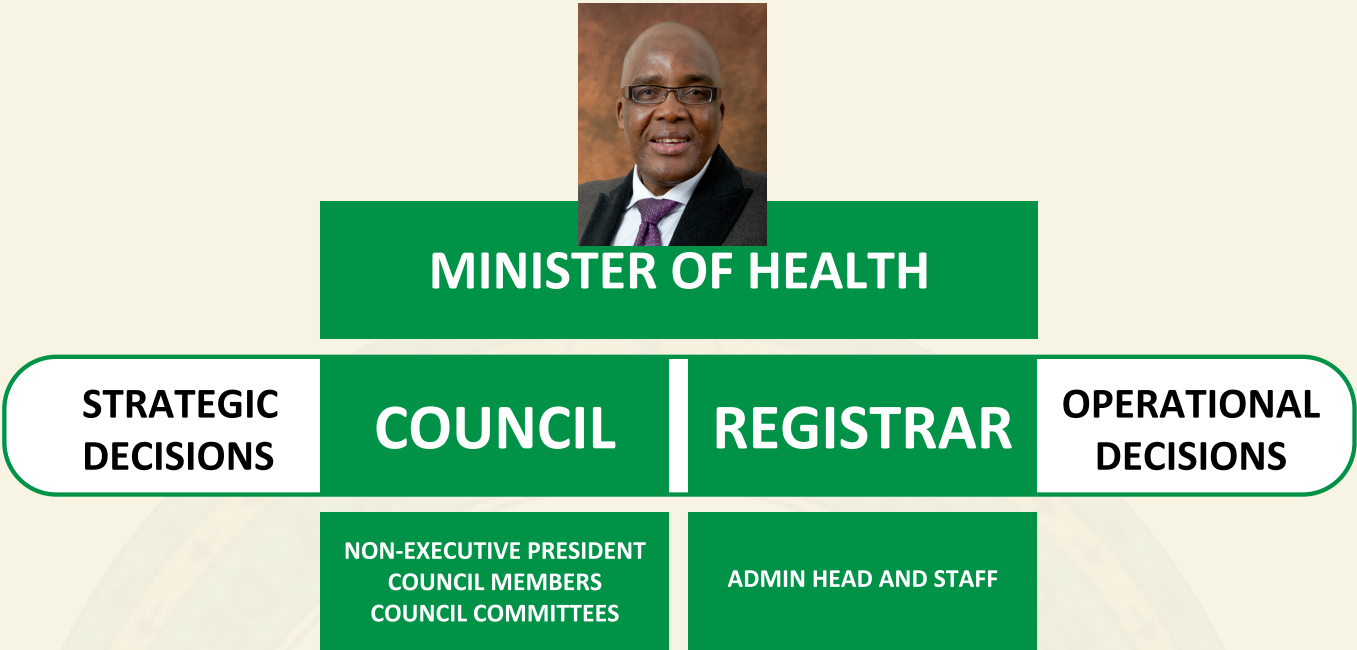 MINISTER OF HEALTH
STRATEGIC
DECISIONS
COUNCIL
REGISTRAR
OPERATIONAL
DECISIONS
NON-EXECUTIVE PRESIDENT
COUNCIL MEMBERS
COUNCIL COMMITTEES
ADMIN HEAD AND STAFF